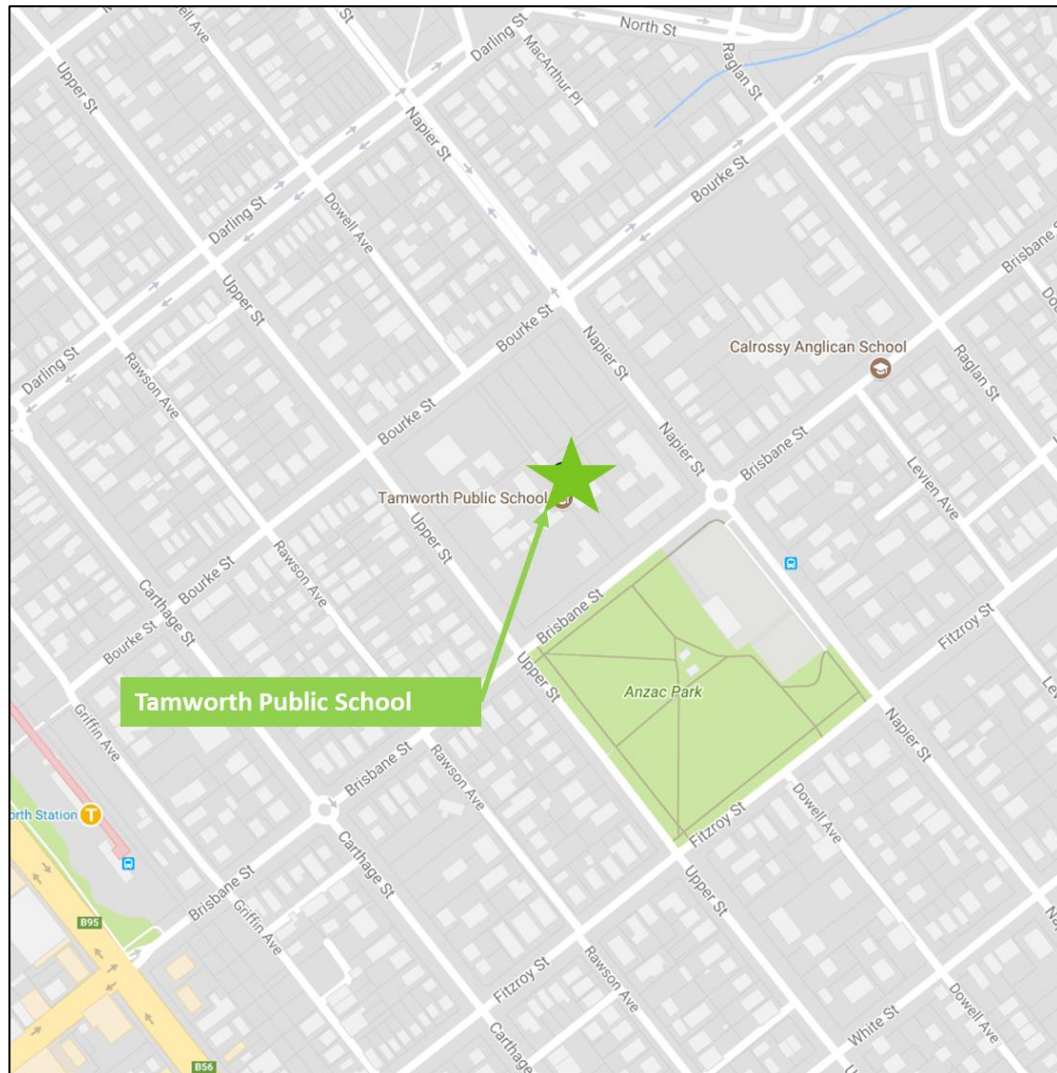 North St
Darling St
Raglan St
MacArthur Pl
Upper St
Napier St
Bourke St
Dowell Ave
Darling St
Brisbane St
Upper St
Bourke St
Napier St
Calrossy Anglican School
Raglan St
Rawson Ave
Darling St
Bourke St
Napier St
Brisbane St
Levien Ave
Tamworth Public School
Upper St
Rawson Ave
Bourke St
Carthage St
Brisbane St
Fitzroy St
Bourke St
Upper St
Anzac Park
Tamworth Public School
Griffin Ave
Napier St
Brisbane St
Rawson Ave
Dowell Ave
orth Station
T
Fitzroy St
Carthage St
Upper St
Brisbane St
Griffin Ave
B95
Fitzroy St
Rawson Ave
Dowell Ave
White St
Carthage
B56